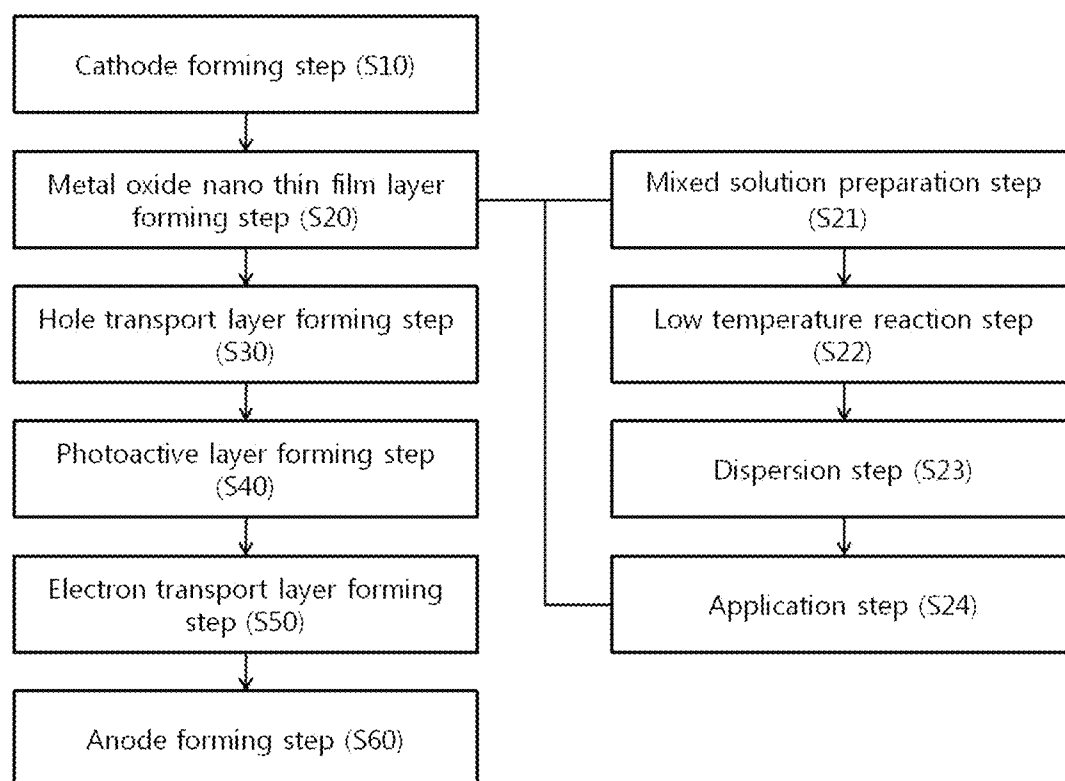 Cathode forming step (S10)
Metal oxide nano thin film layer
forming step (S20)
Hole transport layer forming step
(S30)
Photoactive layer forming step
(S40)
Electron transport layer forming
step (S50)
Anode forming step (S60)
Mixed solution preparation step
(S21)
Low temperature reaction step
(S22)
Dispersion step (S23)
Application step (S24)